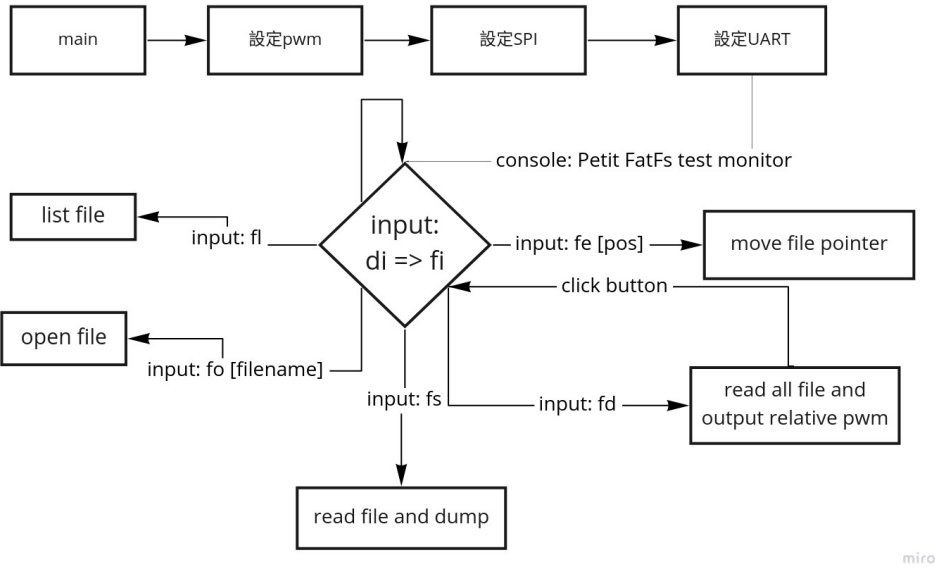 main
設定pwm
設定SPI
設定UART
console: Petit FatFs test monitor
list file
input: fl
input:
di => fi
input: fe [pos]
move file pointer
click button
open file
input: fo [filename]
input: fs
input: fd
read all file and
output relative pwm
read file and dump
miro